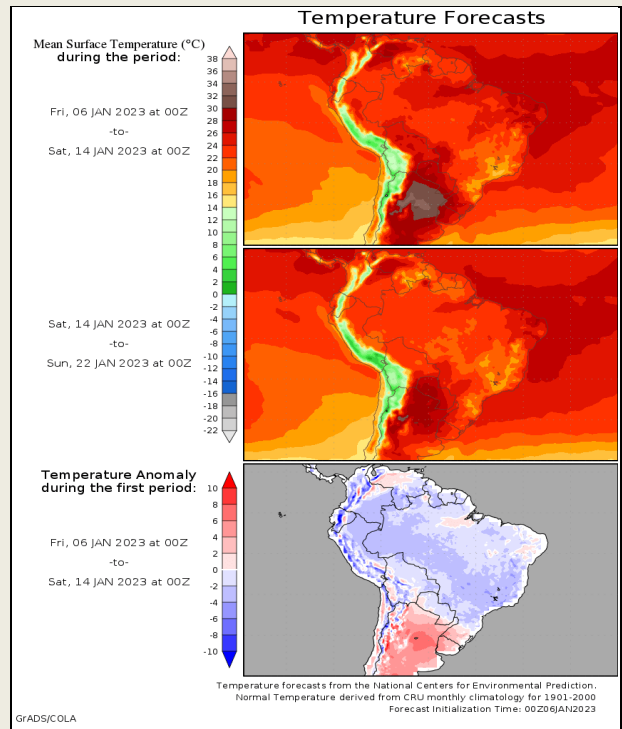 Temperature Forecasts
Mean Surface Temperature (°C)
during the period:
Fri, 06 JAN 2023 at 00Z
-to-
Sat, 14 JAN 2023 at 00Z
38
36
34
32
30
28
26
24
22
20
18
16
14
12
10
8
6
4
2
0
-2
-4
-6
-8
-10
-12
-14
-16
-18
-20
-22
Sat, 14 JAN 2023 at 00Z
-to-
Sun, 22 JAN 2023 at 00Z
Temperature Anomaly
during the first period:
Fri, 06 JAN 2023 at 00Z
-to-
Sat, 14 JAN 2023 at 00Z
10
8
6
4
2
0
-2
-4
-6
-8
-10
Temperature forecasts from the National Centers for Environmental Prediction.
Normal Temperature derived from CRU monthly climatology for 1901-2000
Forecast Initialization Time: 00Z06JAN2023
GrADS/COLA